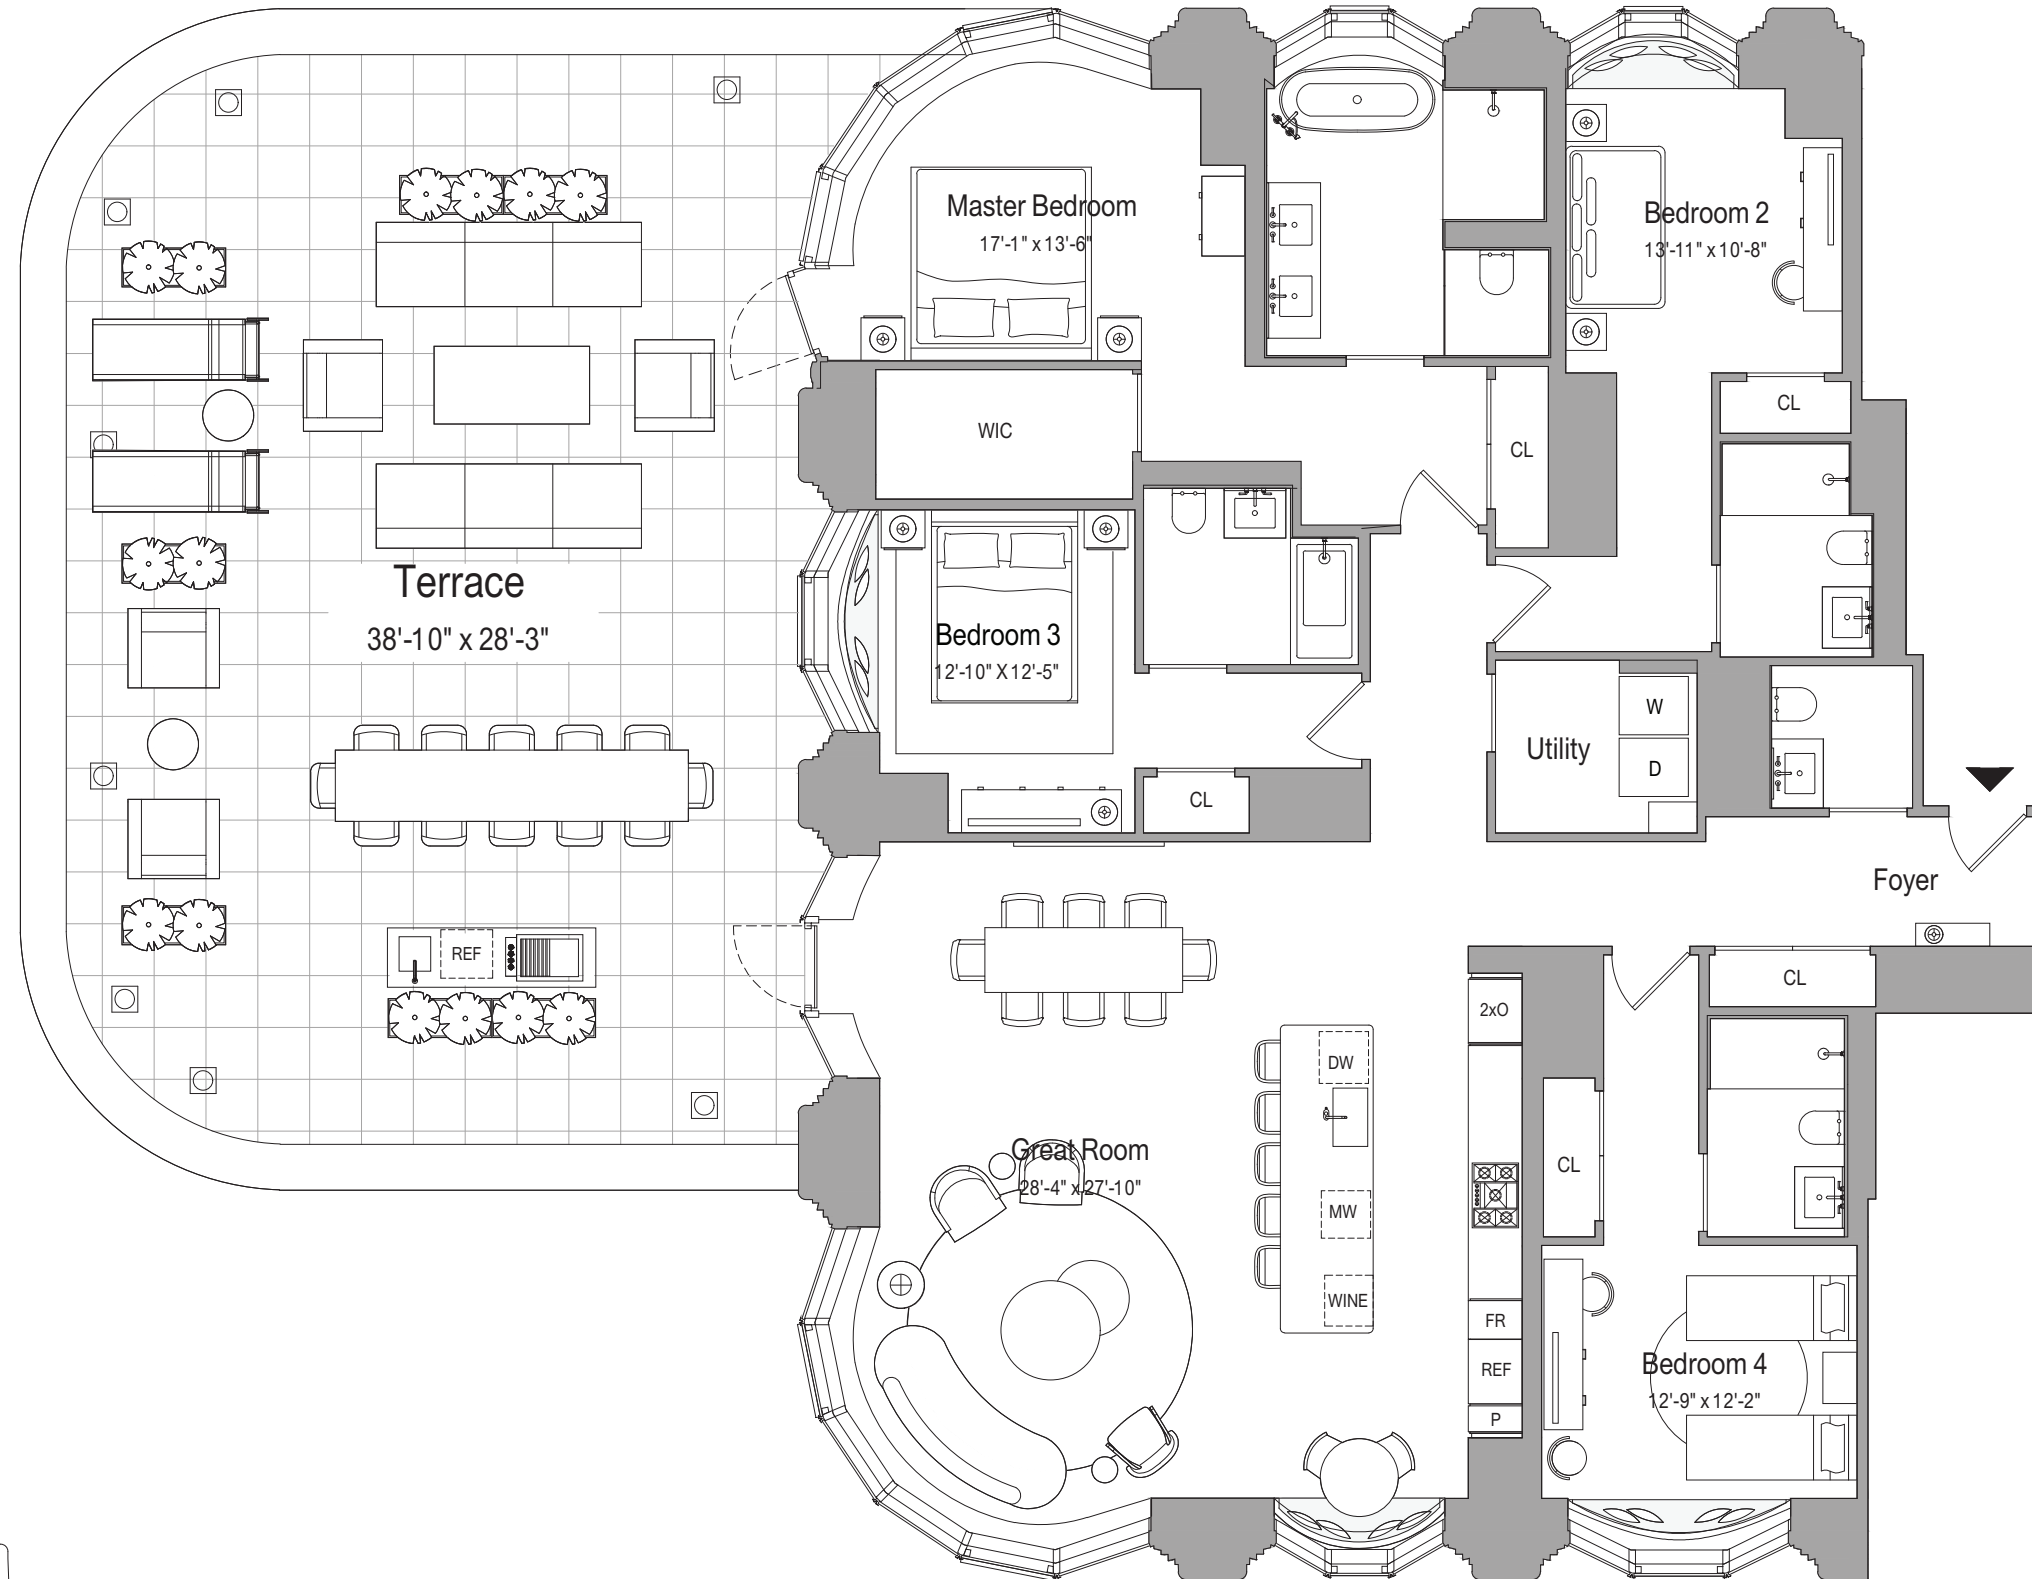 Master Bedroom
17'-1" x 13'-6"
Bedroom 2
13'-11" x 10'-8"
CL
WIC
CL
Terrace
38'-10" x 28'-3"
Bedroom 3
12'-10" X 12'-5"
W
Utility
D
CL
Foyer
REF
CL
2xO
DW
Great Room
28'-4" x 27'-10"
CL
MW
WINE
FR
REF
Bedroom 4
12'-9" x 12'-2"
P